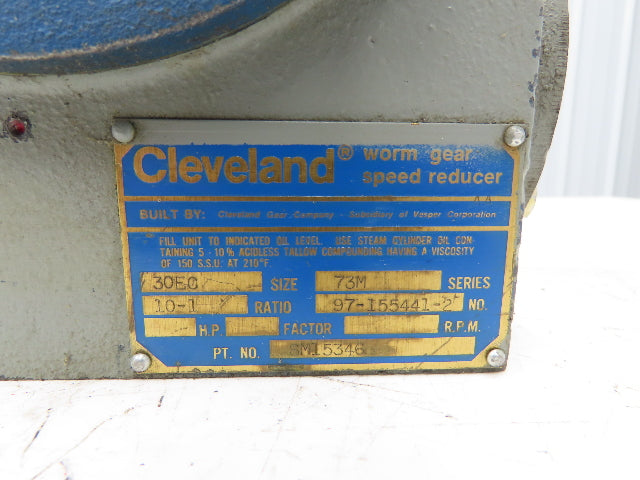 Cleveland® worm gear
speed reducer
BUILT BY: Cleveland Gear Company - Subsidiary of Vesper Corporation
FILL UNIT TO INDICATED OIL LEVEL. USE STEAM CYLINDER OIL CON-
TAINING 5 - 10% ACIDLESS TALLOW COMPOUNDING HAVING A VISCOSITY
OF 150 S.S.U. AT 210°F.
SIZE 73M SERIES
10-1 RATIO 97-155441-2 NO.
H.P. FACTOR R.P.M.
PT. NO. SM15346